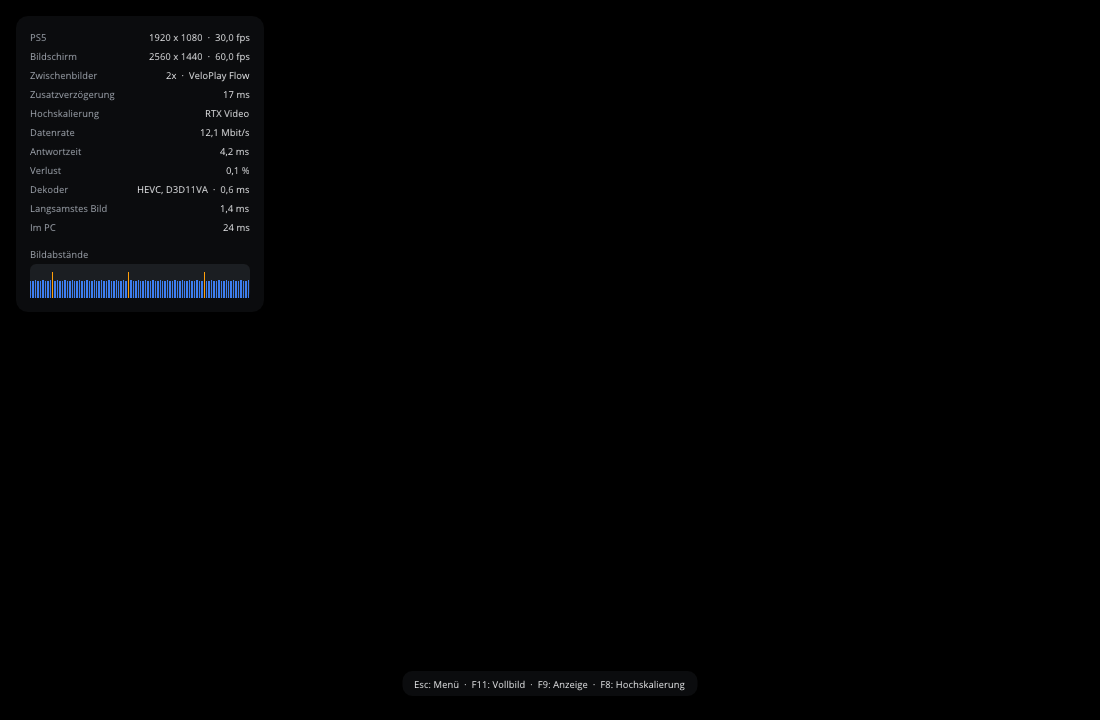 PS5 1920 x 1080 · 30,0 fps
Bildschirm 2560 x 1440 · 60,0 fps
Zwischenbilder 2x · VeloPlay Flow
Zusatzverzögerung 17 ms
Hochskalierung RTX Video
Datenrate 12,1 Mbit/s
Antwortzeit 4,2 ms
Verlust 0,1 %
Dekoder HEVC, D3D11VA · 0,6 ms
Langsamstes Bild 1,4 ms
Im PC 24 ms
Bildabstände
Esc: Menü · F11: Vollbild · F9: Anzeige · F8: Hochskalierung